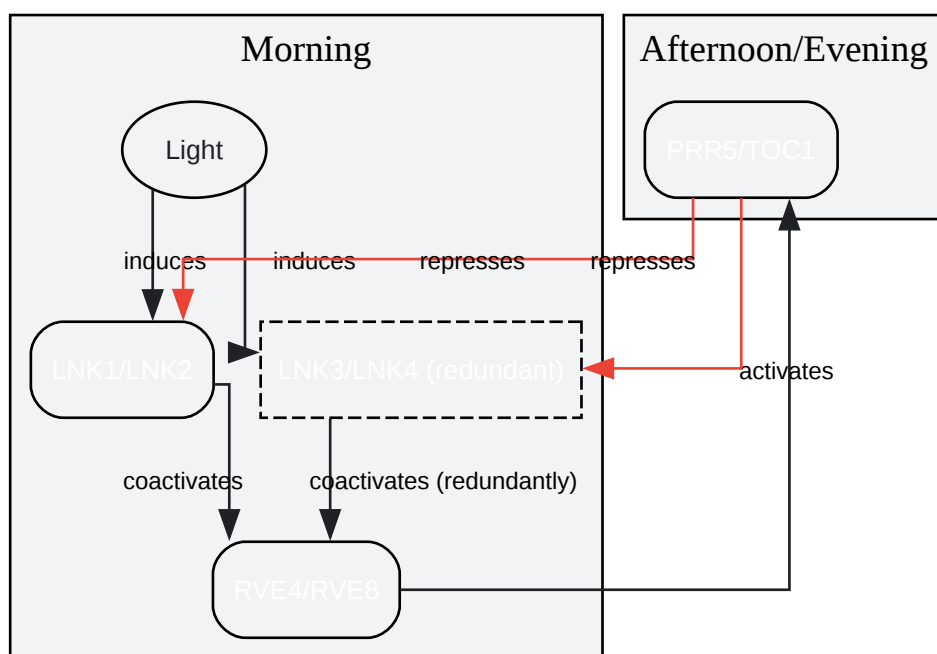 Morning
Afternoon/Evening
Light
PRR5/TOC1
induces
induces
represses
represses
LNK1/LNK2
LNK3/LNK4 (redundant)
activates
coactivates
coactivates (redundantly)
RVE4/RVE8